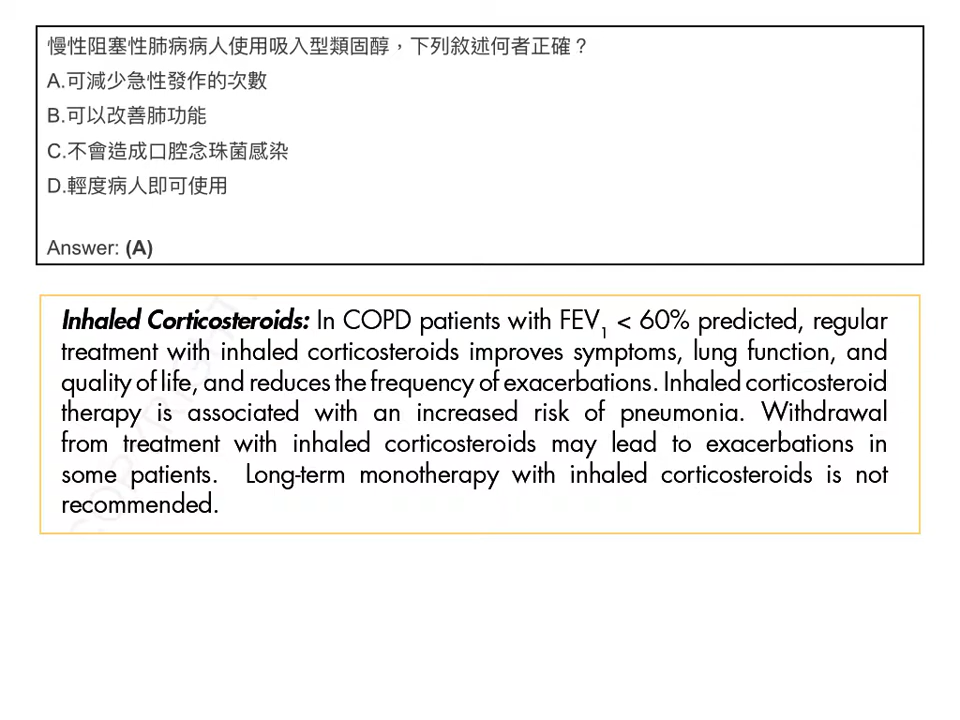 慢性阻塞性肺病病人使用吸入型類固醇，下列敘述何者正確？
A.可減少急性發作的次數
B.可以改善肺功能
C.不會造成口腔念珠菌感染
D.輕度病人即可使用
Answer: (A)
Inhaled Corticosteroids: In COPD patients with FEV1 < 60% predicted, regular
treatment with inhaled corticosteroids improves symptoms, lung function, and
quality of life, and reduces the frequency of exacerbations. Inhaled corticosteroid
therapy is associated with an increased risk of pneumonia. Withdrawal
from treatment with inhaled corticosteroids may lead to exacerbations in
some patients. Long-term monotherapy with inhaled corticosteroids is not
recommended.